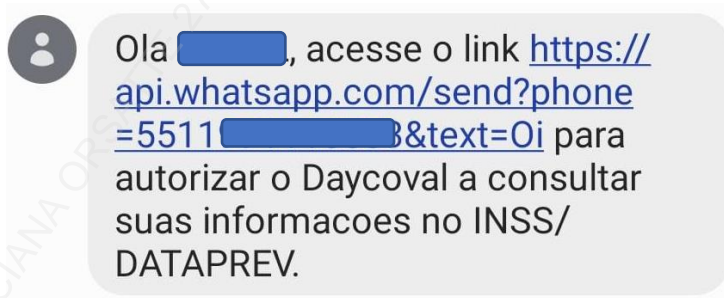 Ola , acesse o link https://
api.whatsapp.com/send?phone
=5511 8&text=Oi para
autorizar o Daycoval a consultar
suas informacoes no INSS/
DATAPREV.